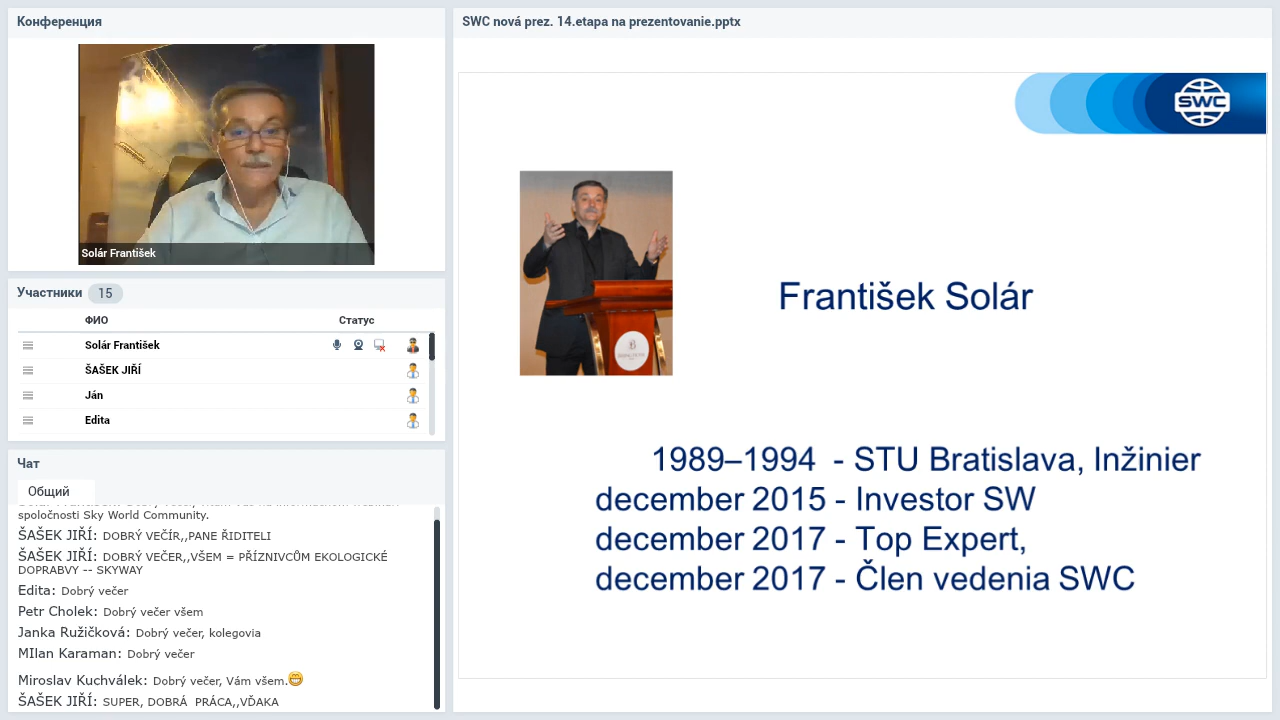 Конференция
Solár František
Участники 15
ФИО Статус
Solár František
ŠAŠEK JIŘÍ
Ján
Edita
Чат
Общий
spoločnosti Sky World Community.
ŠAŠEK JIŘÍ: DOBRÝ VEČÍR,,PANE ŘIDITELI
ŠAŠEK JIŘÍ: DOBRÝ VEČER,,VŠEM = PŘÍZNIVCŮM EKOLOGICKÉ
DOPRABVY -- SKYWAY
Edita: Dobrý večer
Petr Cholek: Dobrý večer všem
Janka Ružičková: Dobrý večer, kolegovia
MIlan Karaman: Dobrý večer
Miroslav Kuchválek: Dobrý večer, Vám všem.
ŠAŠEK JIŘÍ: SUPER, DOBRÁ PRÁCA,,VĎAKA
SWC nová prez. 14.etapa na prezentovanie.pptx
SWC
František Solár
1989–1994 - STU Bratislava, Inžinier
december 2015 - Investor SW
december 2017 - Top Expert,
december 2017 - Člen vedenia SWC